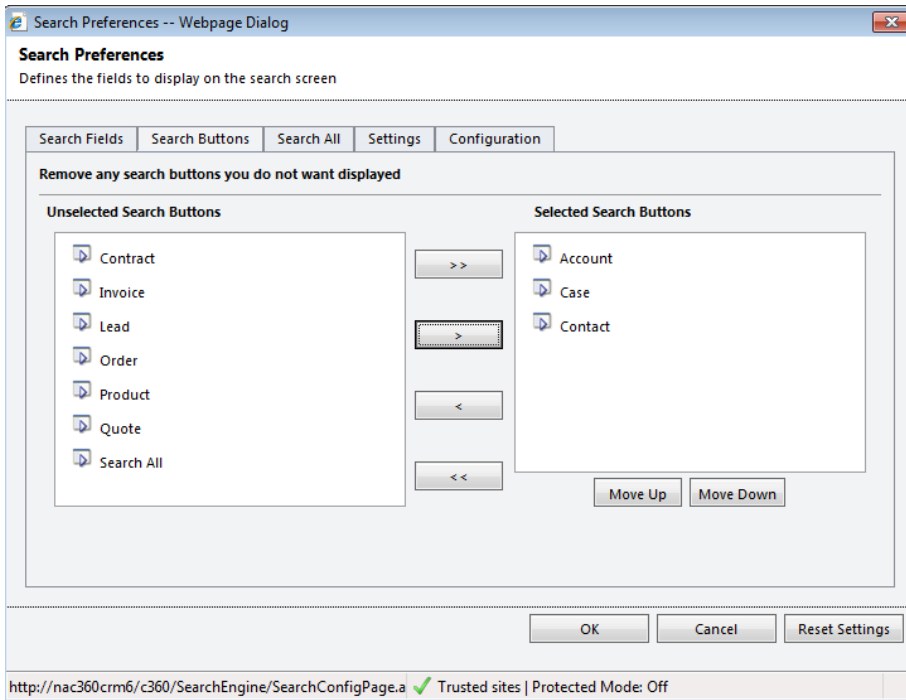 Search Preferences -- Webpage Dialog
Search Preferences
Defines the fields to display on the search screen
Search Fields Search Buttons Search All Settings Configuration
Remove any search buttons you do not want displayed
Unselected Search Buttons
Contract
Invoice
Lead
Order
Product
Quote
Search All
>>
>
<
<<
Selected Search Buttons
Account
Case
Contact
Move Up Move Down
OK Cancel Reset Settings
http://nac360crm6/c360/SearchEngine/SearchConfigPage.a Trusted sites | Protected Mode: Off